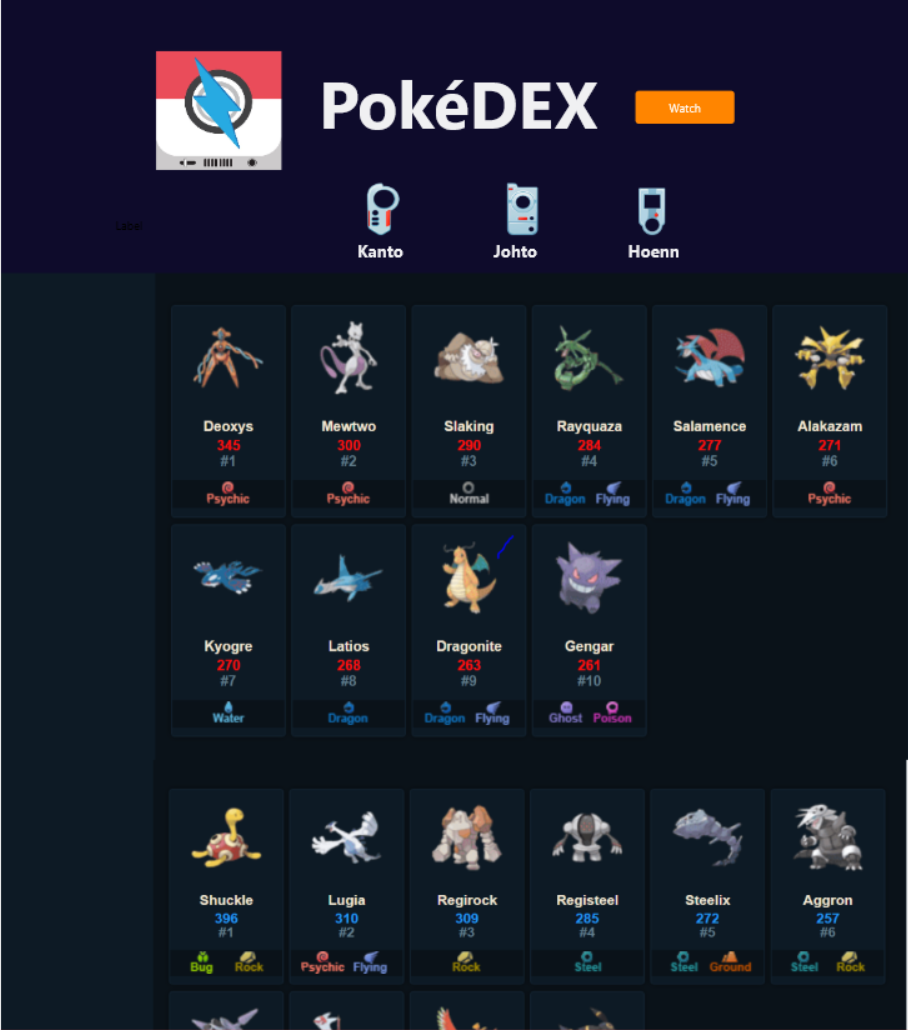 PokéDEX
Watch
Label
Kanto Johto Hoenn
Deoxys Mewtwo Slaking Rayquaza Salamence Alakazam
345 300 290 284 277 271
#1 #2 #3 #4 #5 #6
Psychic Psychic Normal Dragon Flying Dragon Flying Psychic
Kyogre Latios Dragonite Gengar
270 268 263 261
#7 #8 #9 #10
Water Dragon Dragon Flying Ghost Poison
Shuckle Lugia Regirock Registeel Steelix Aggron
396 310 309 285 272 257
#1 #2 #3 #4 #5 #6
Bug Rock Psychic Flying Rock Steel Steel Ground Steel Rock